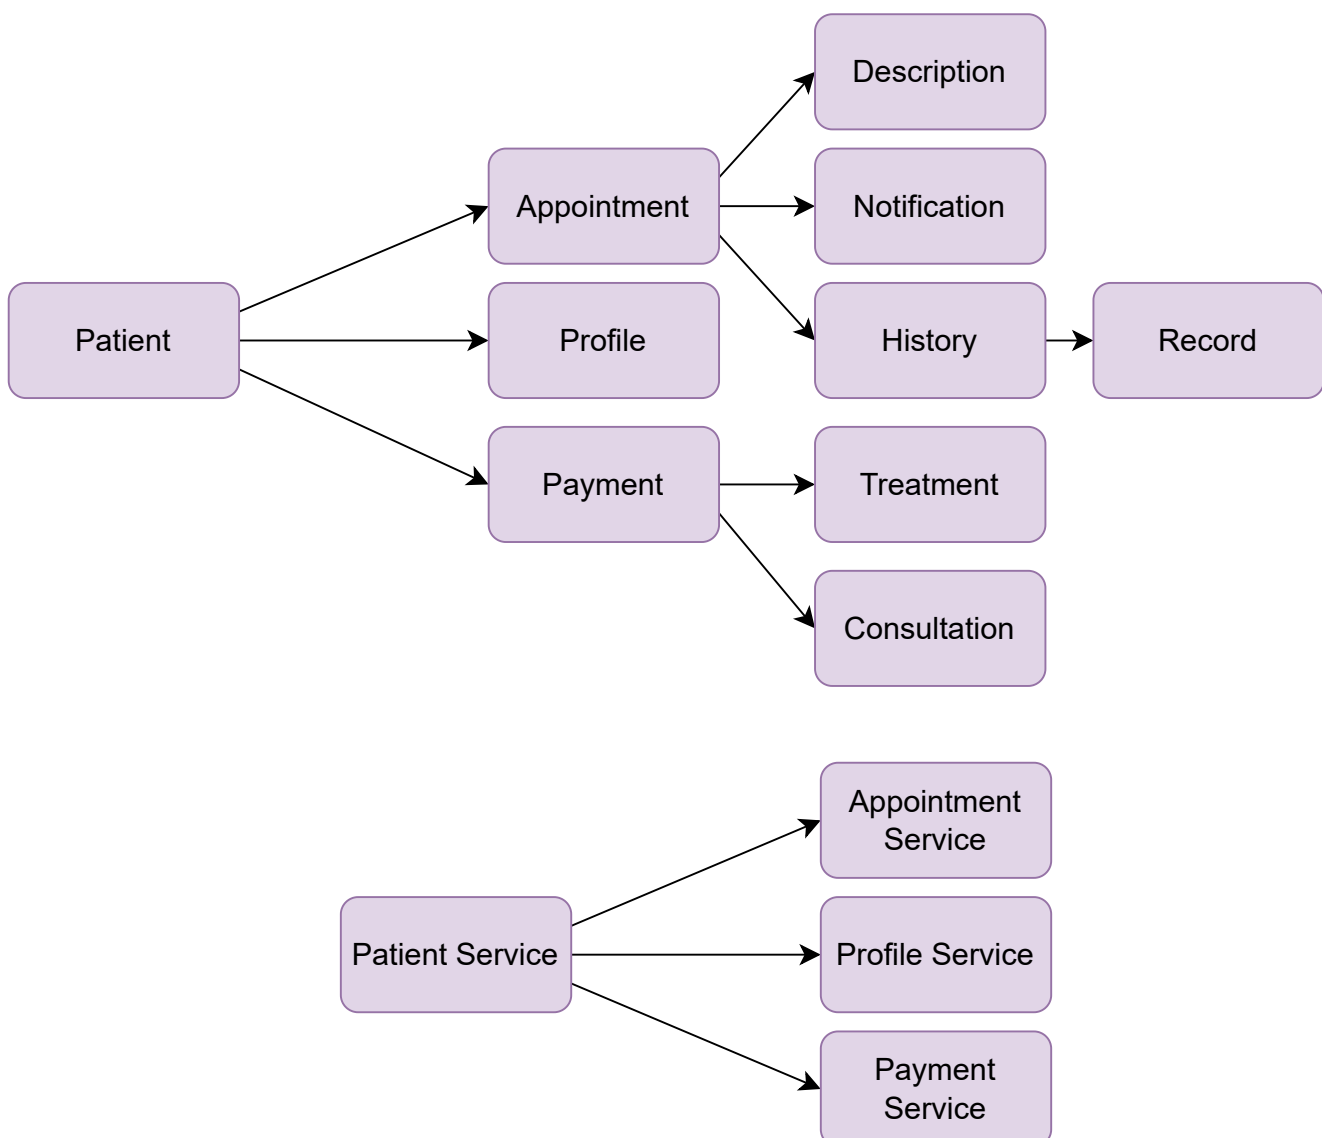 Description
Appointment
Notification
Patient
Profile
History
Record
Payment
Treatment
Consultation
Appointment
Service
Patient Service
Profile Service
Payment
Service